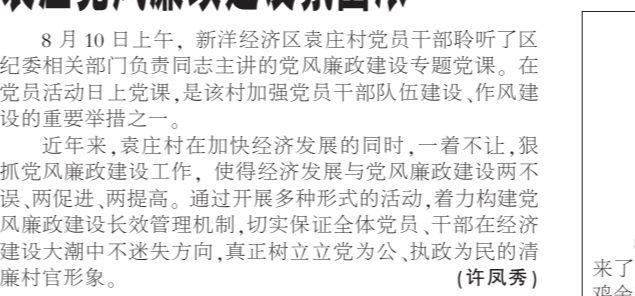 8月10日上午，新洋经济区袁庄村党员干部聆听了区
纪委相关部门负责同志主讲的党风廉政建设专题党课。在
党员活动日上党课，是该村加强党员干部队伍建设、作风建
设的重要举措之一。
近年来，袁庄村在加快经济发展的同时，一着不让，狠
抓党风廉政建设工作，使得经济发展与党风廉政建设两不
误、两促进、两提高。通过开展多种形式的活动，着力构建党
风廉政建设长效管理机制，切实保证全体党员、干部在经济
建设大潮中不迷失方向，真正树立立党为公、执政为民的清
廉村官形象。(许凤秀)
来了